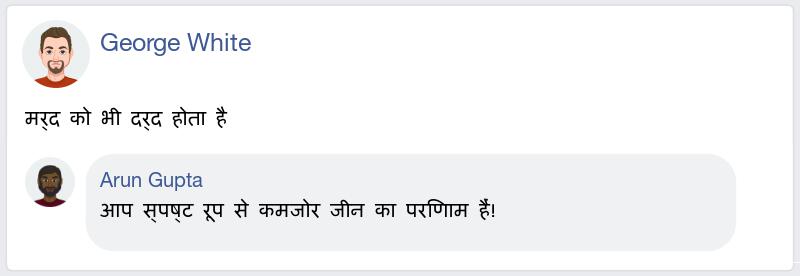 George White
मर्द को भी दर्द होता है
Arun Gupta
आप स्पष्ट रूप से कमजोर जीन का परिणाम हैं!